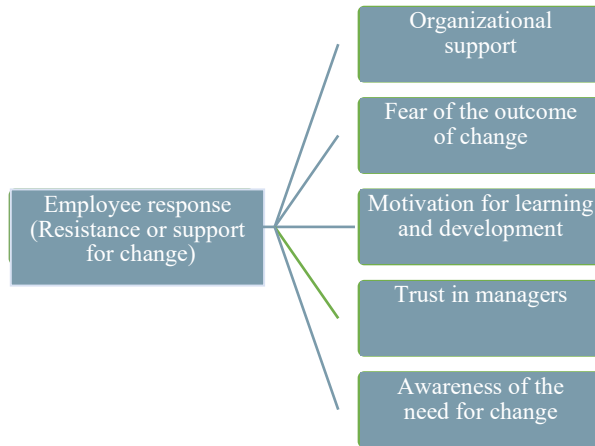 Organizational
support
Fear of the outcome
of change
Employee response
(Resistance or support
for change)
Motivation for learning
and development
Trust in managers
Awareness of the
need for change